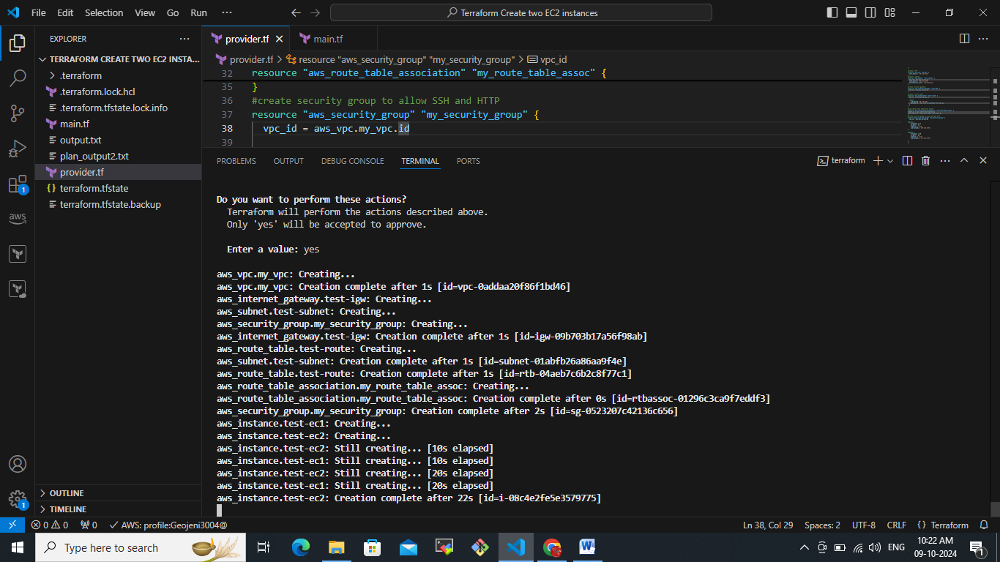 File Edit Selection View Go Run ··· Terraform Create two EC2 instances
EXPLORER ···
TERRAFORM CREATE TWO EC2 INSTA...
.terraform
.terraform.lock.hcl
.terraform.tfstate.lock.info
main.tf
output.txt
plan_output2.txt
provider.tf
terraform.tfstate
terraform.tfstate.backup
OUTLINE
TIMELINE
1
aws
1
provider.tf main.tf
provider.tf > resource "aws_security_group" "my_security_group" > vpc_id
32 resource "aws_route_table_association" "my_route_table_assoc" {
35 }
36 #create security group to allow SSH and HTTP
37 resource "aws_security_group" "my_security_group" {
38 vpc_id = aws_vpc.my_vpc.id
39
PROBLEMS OUTPUT DEBUG CONSOLE TERMINAL PORTS terraform
Do you want to perform these actions?
Terraform will perform the actions described above.
Only 'yes' will be accepted to approve.
Enter a value: yes
aws_vpc.my_vpc: Creating...
aws_vpc.my_vpc: Creation complete after 1s [id=vpc-0addaa20f86f1bd46]
aws_internet_gateway.test-igw: Creating...
aws_subnet.test-subnet: Creating...
aws_security_group.my_security_group: Creating...
aws_internet_gateway.test-igw: Creation complete after 1s [id=igw-09b703b17a56f98ab]
aws_route_table.test-route: Creating...
aws_subnet.test-subnet: Creation complete after 1s [id=subnet-01abfb26a86aa9f4e]
aws_route_table.test-route: Creation complete after 1s [id=rtb-04aeb7c6b2c8f77c1]
aws_route_table_association.my_route_table_assoc: Creating...
aws_route_table_association.my_route_table_assoc: Creation complete after 0s [id=rtbassoc-01296c3ca9f7eddf3]
aws_security_group.my_security_group: Creation complete after 2s [id=sg-0523207c42136c656]
aws_instance.test-ec1: Creating...
aws_instance.test-ec2: Creating...
aws_instance.test-ec2: Still creating... [10s elapsed]
aws_instance.test-ec1: Still creating... [10s elapsed]
aws_instance.test-ec2: Still creating... [20s elapsed]
aws_instance.test-ec1: Still creating... [20s elapsed]
aws_instance.test-ec2: Creation complete after 22s [id=i-08c4e2fe5e3579775]
0 0 0 AWS: profile:Geojeni3004@ Ln 38, Col 29 Spaces: 2 UTF-8 CRLF {} Terraform
Type here to search ENG 10:22 AM
09-10-2024 1